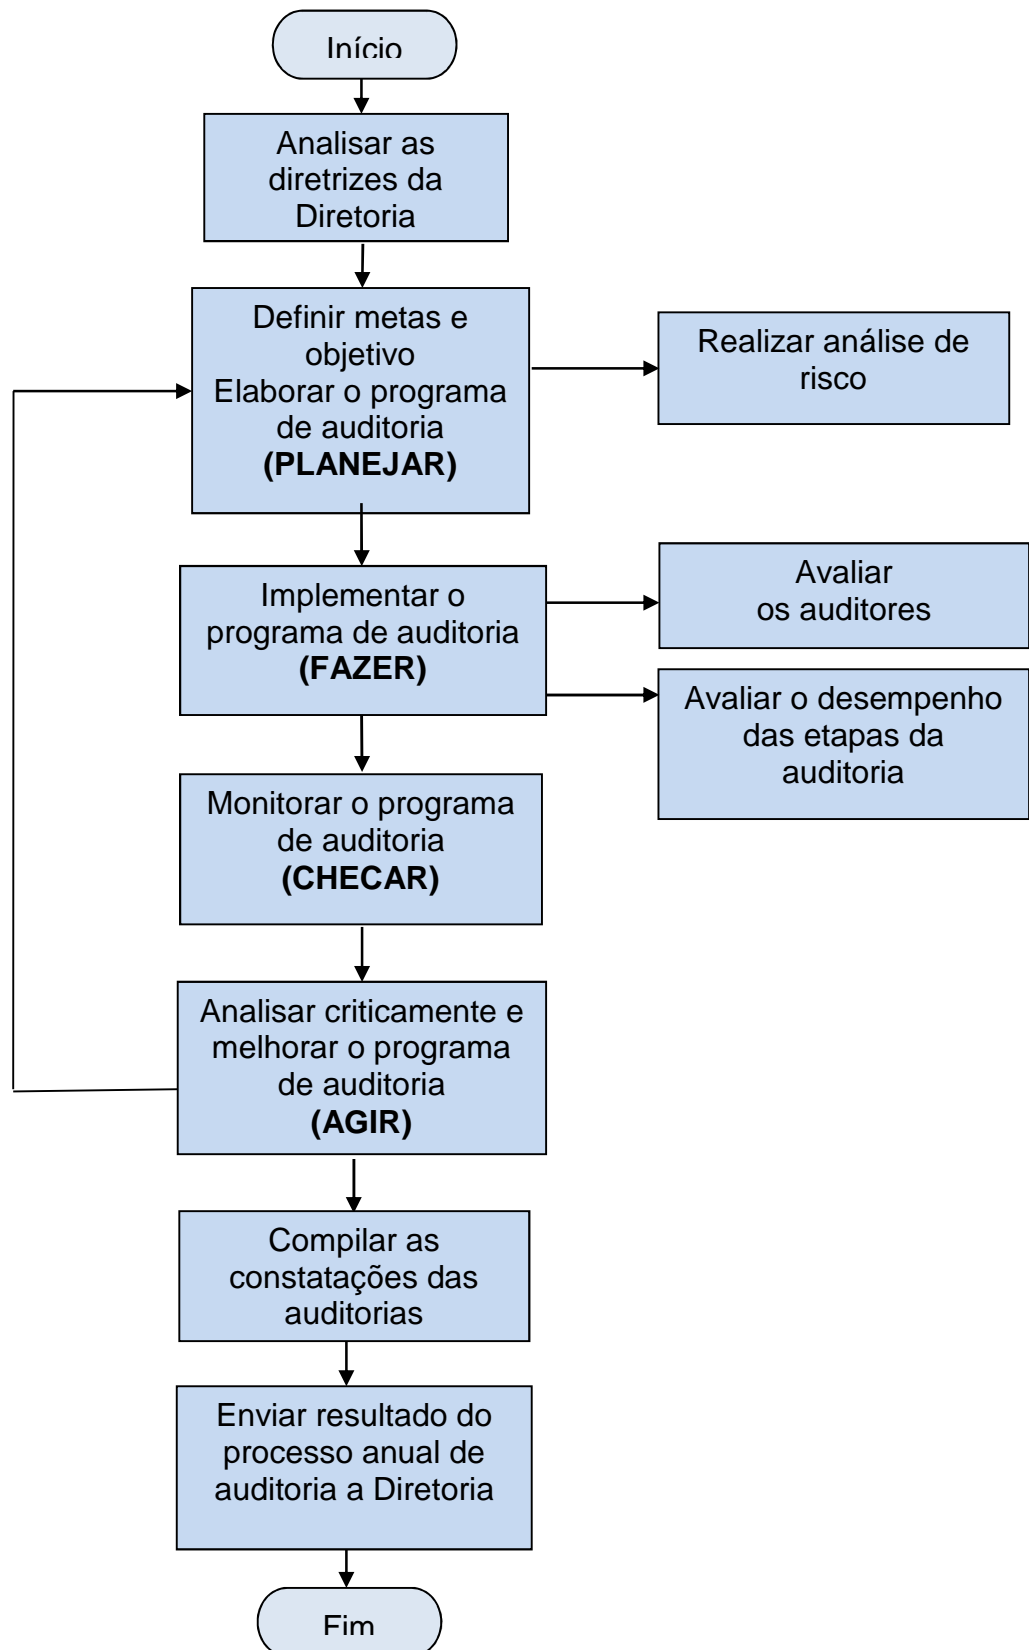 Início
Analisar as
diretrizes da
Diretoria
Definir metas e
objetivo
Elaborar o programa
de auditoria
(PLANEJAR)
Realizar análise de
risco
Implementar o
programa de auditoria
(FAZER)
Avaliar
os auditores
Avaliar o desempenho
das etapas da
auditoria
Monitorar o programa
de auditoria
(CHECAR)
Analisar criticamente e
melhorar o programa
de auditoria
(AGIR)
Compilar as
constatações das
auditorias
Enviar resultado do
processo anual de
auditoria a Diretoria
Fim